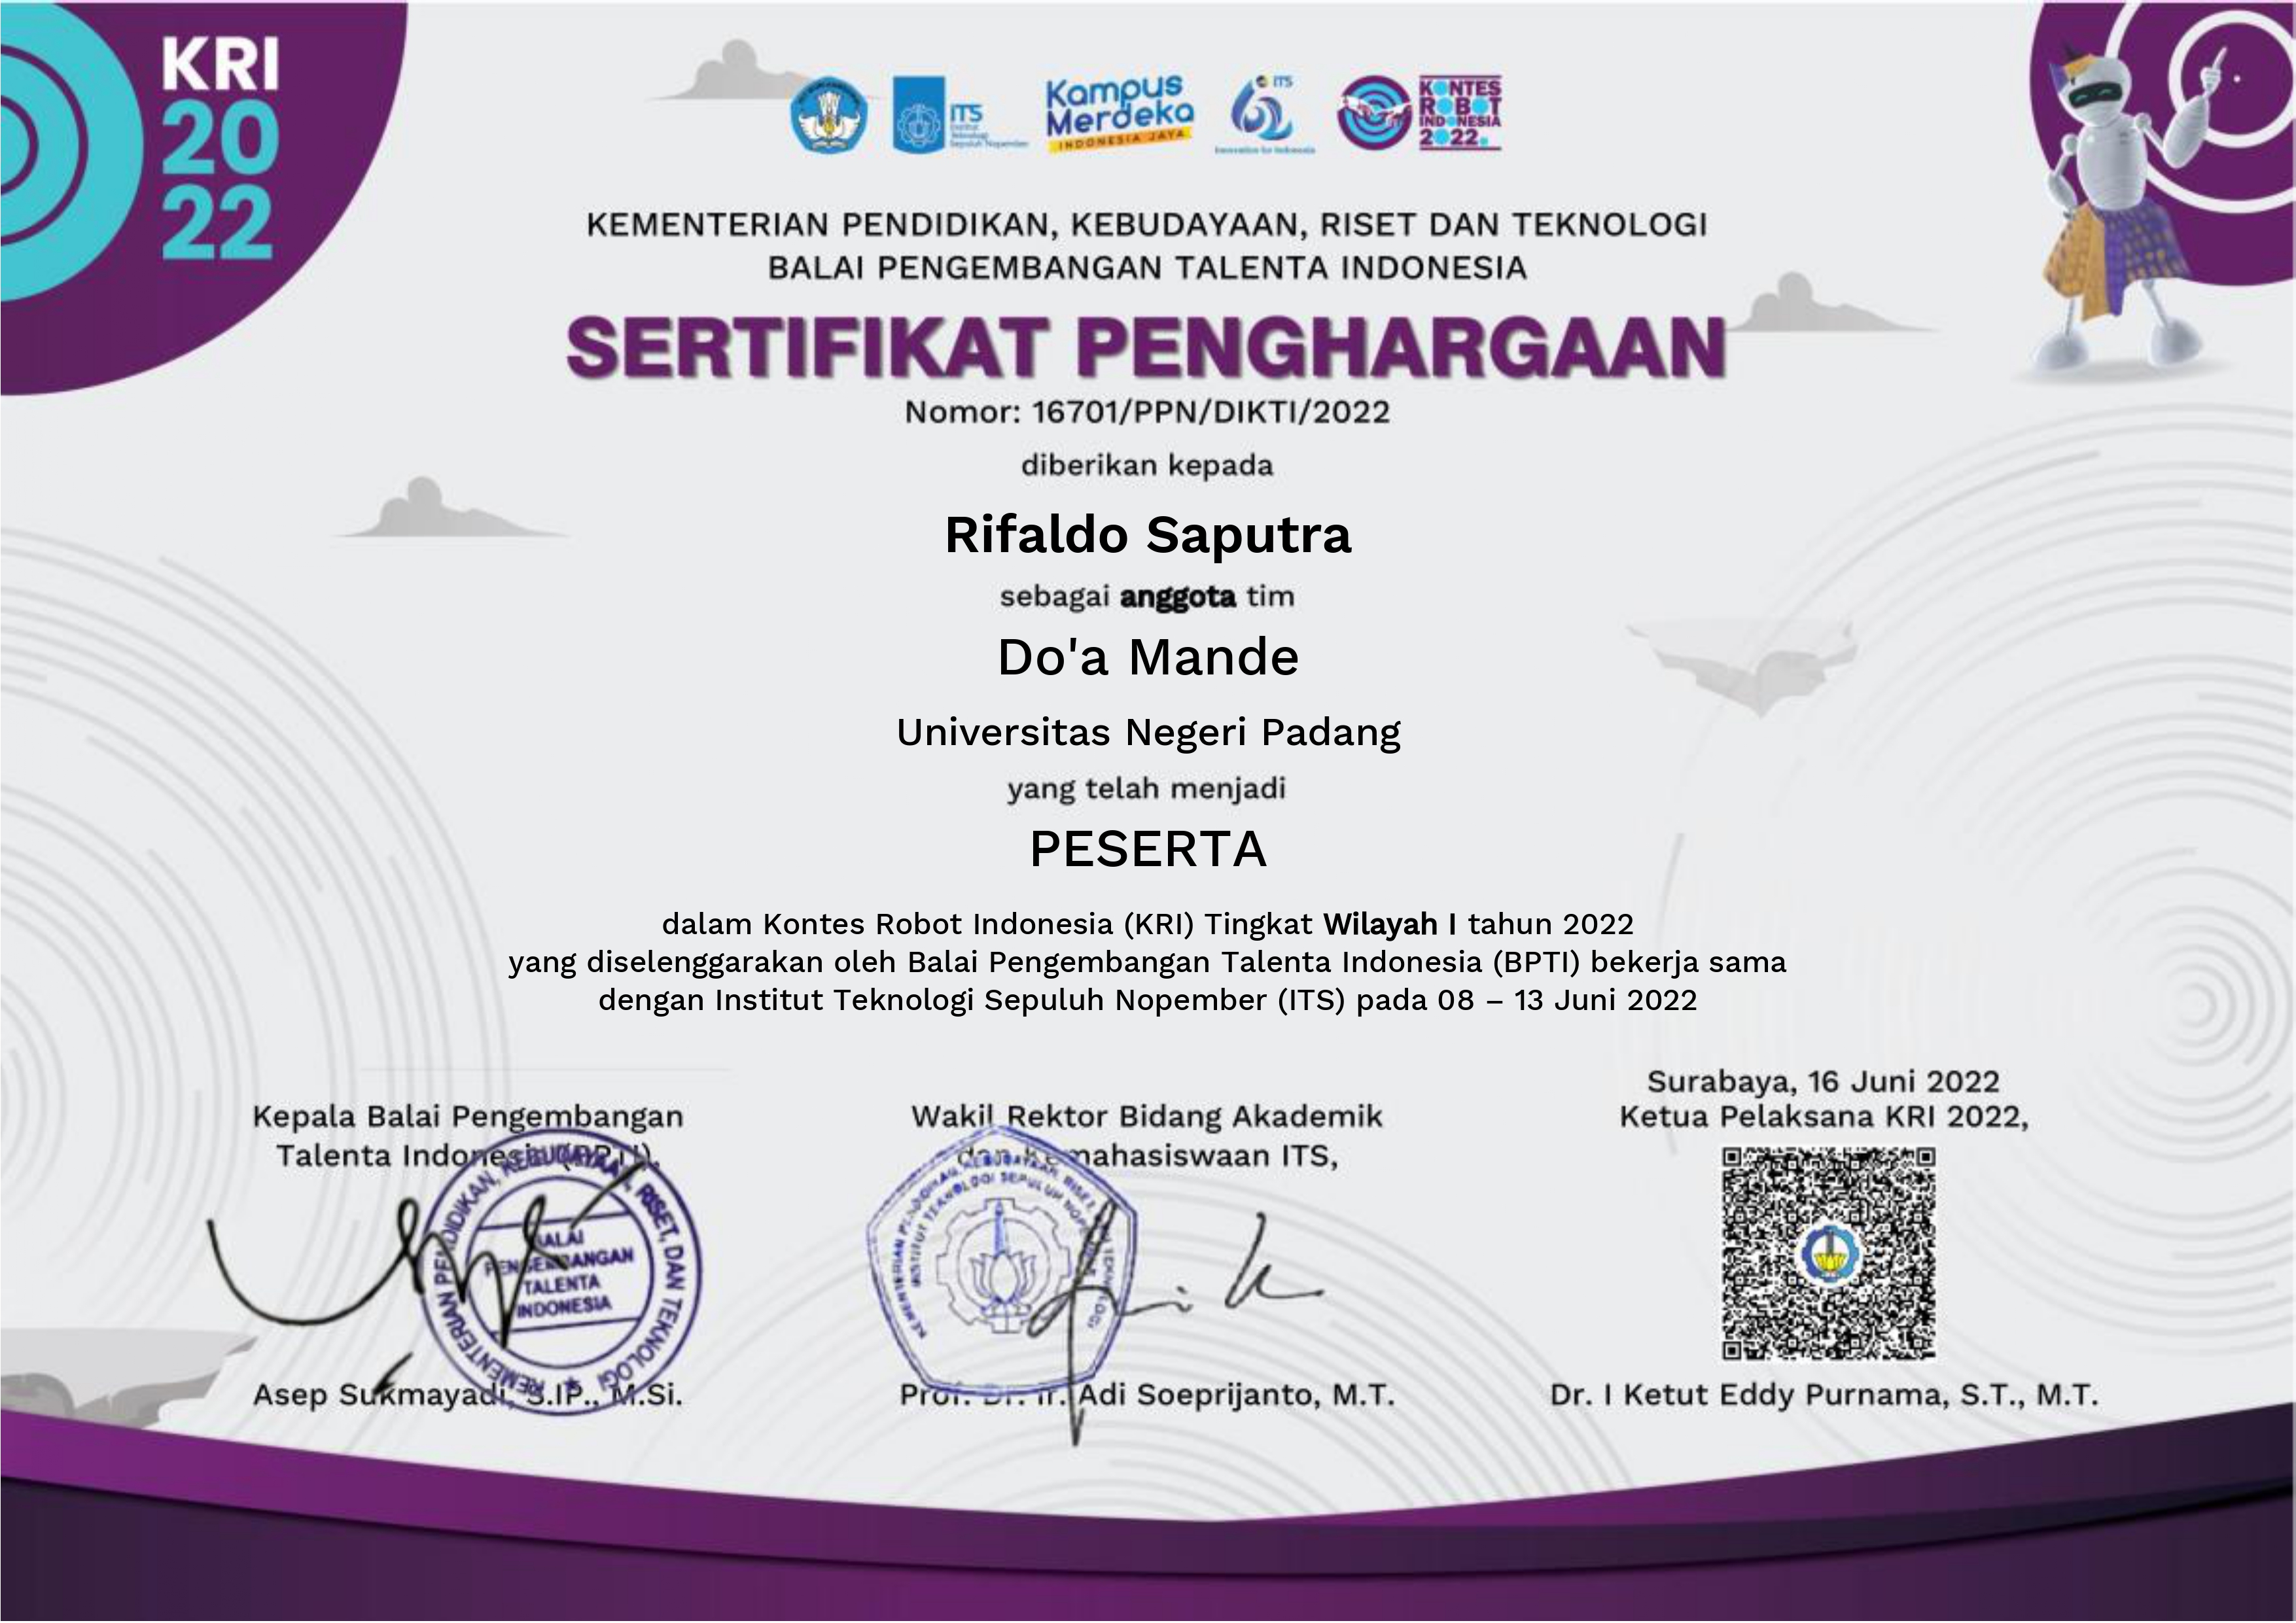 KRI
20
22
ITS
Institut
Teknologi
Sepuluh Nopember
Kampus
Merdeka
INDONESIA JAYA
ITS
Innovation for Indonesia
KONTES
ROBOT
INDONESIA
2022.
KEMENTERIAN PENDIDIKAN, KEBUDAYAAN, RISET DAN TEKNOLOGI
BALAI PENGEMBANGAN TALENTA INDONESIA
SERTIFIKAT PENGHARGAAN
Nomor: 16701/PPN/DIKTI/2022
diberikan kepada
Rifaldo Saputra
sebagai anggota tim
Do'a Mande
Universitas Negeri Padang
yang telah menjadi
PESERTA
dalam Kontes Robot Indonesia (KRI) Tingkat Wilayah I tahun 2022
yang diselenggarakan oleh Balai Pengembangan Talenta Indonesia (BPTI) bekerja sama
dengan Institut Teknologi Sepuluh Nopember (ITS) pada 08 – 13 Juni 2022
Kepala Balai Pengembangan
Talenta Indonesia (BPTI),
KEMENTERIAN PENDIDIKAN, KEBUDAYAAN, RISET, DAN TEKNOLOGI
BALAI
PENGEMBANGAN
TALENTA
INDONESIA
Asep Sukmayadi, S.IP., M.Si.
Wakil Rektor Bidang Akademik
dan Kemahasiswaan ITS,
KEMENTERIAN PENDIDIKAN, KEBUDAYAAN, RISET, DAN TEKNOLOGI
INSTITUT TEKNOLOGI SEPULUH NOPEMBER
Prof. Dr. Ir. Adi Soeprijanto, M.T.
Surabaya, 16 Juni 2022
Ketua Pelaksana KRI 2022,
Dr. I Ketut Eddy Purnama, S.T., M.T.